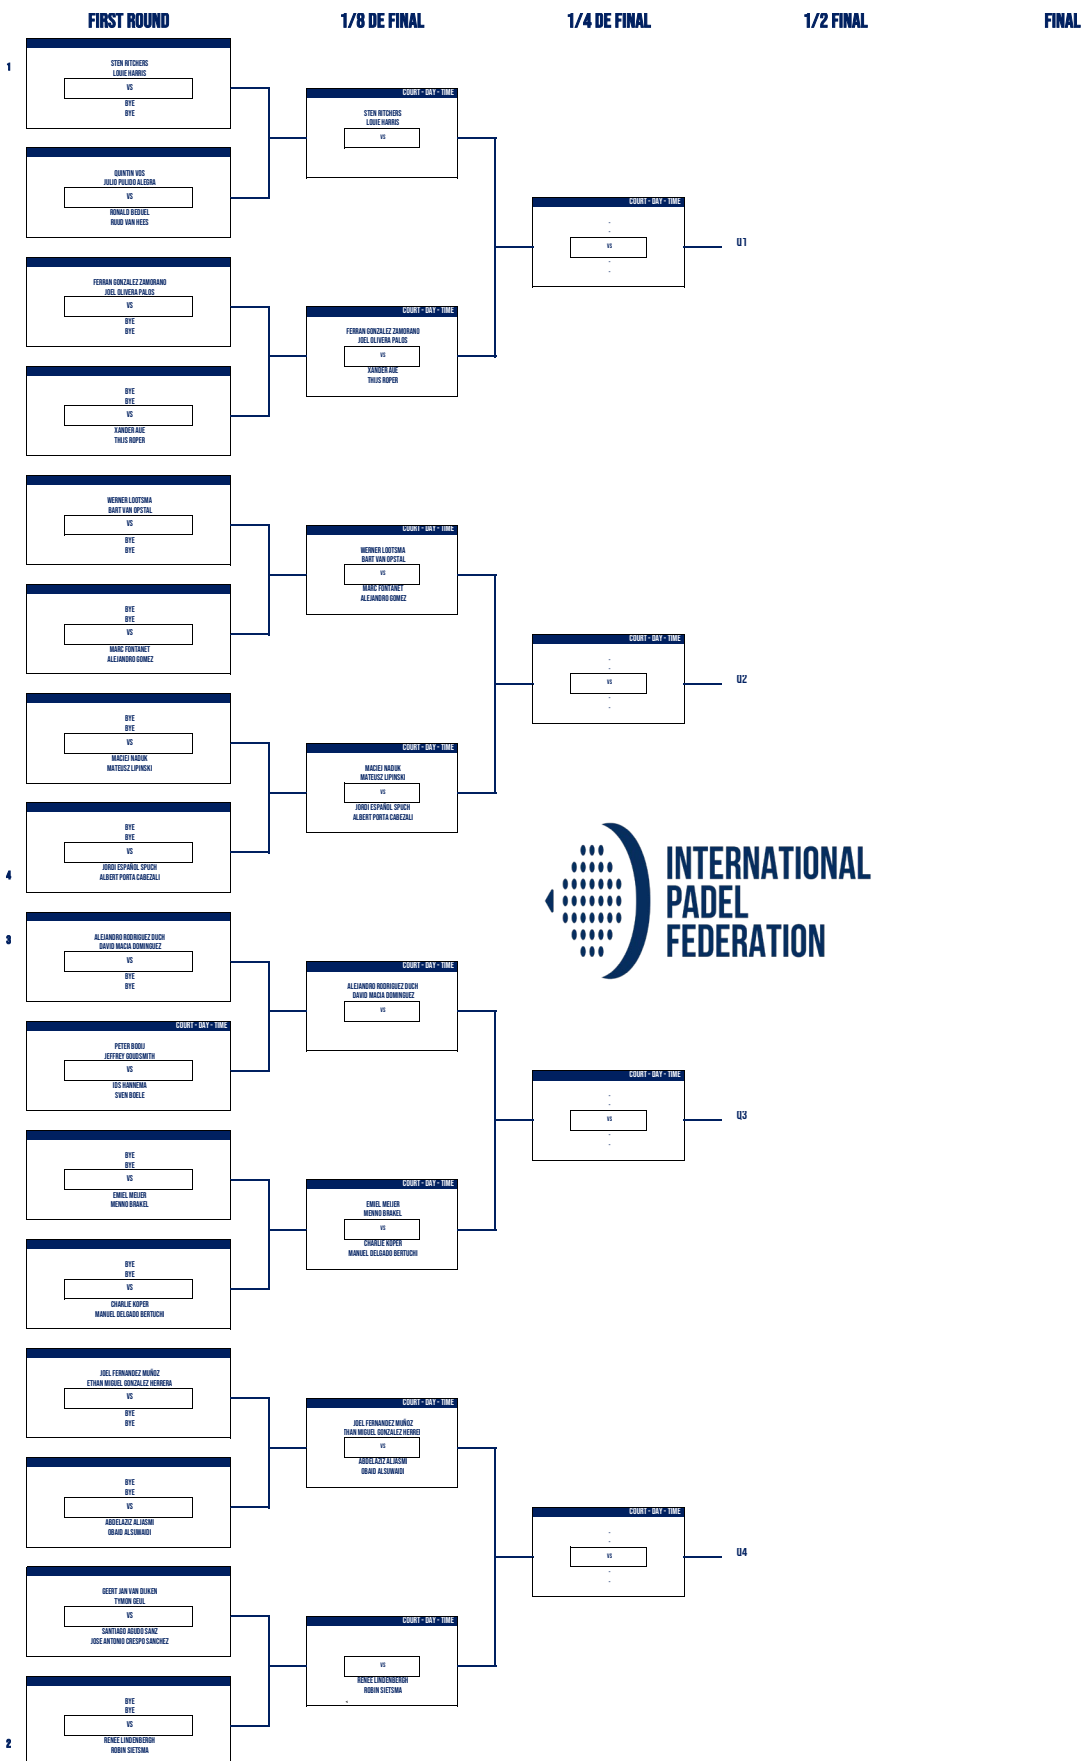 FIRST ROUND
1/8 DE FINAL
1/4 DE FINAL
1/2 FINAL
FINAL
1
STEN RITCHERS
LOUIE HARRIS
VS
BYE
BYE
QUINTIN VOS
JULIO PULIDO ALEGRA
VS
RONALD BEDUEL
RUUD VAN HEES
FERRAN GONZALEZ ZAMORANO
JOEL OLIVERA PALOS
VS
BYE
BYE
BYE
BYE
VS
XANDER AUE
THIJS ROPER
WERNER LOOTSMA
BART VAN OPSTAL
VS
BYE
BYE
BYE
BYE
VS
MARC FONTANET
ALEJANDRO GOMEZ
BYE
BYE
VS
MACIEJ NADUK
MATEUSZ LIPINSKI
4
BYE
BYE
VS
JORDI ESPAÑOL SPUCH
ALBERT PORTA CABEZALI
3
ALEJANDRO RODRIGUEZ DUCH
DAVID MACIA DOMINGUEZ
VS
BYE
BYE
COURT - DAY - TIME
PETER BOOIJ
JEFFREY GOUDSMITH
VS
IDS HANNEMA
SVEN BOELE
BYE
BYE
VS
EMIEL MEIJER
MENNO BRAKEL
BYE
BYE
VS
CHARLIE KOPER
MANUEL DELGADO BERTUCHI
JOEL FERNANDEZ MUÑOZ
ETHAN MIGUEL GONZALEZ HERRERA
VS
BYE
BYE
BYE
BYE
VS
ABDELAZIZ ALJASMI
OBAID ALSUWAIDI
GEERT JAN VAN DIJKEN
TYMON GEUL
VS
SANTIAGO AGUDO SANZ
JOSE ANTONIO CRESPO SANCHEZ
2
BYE
BYE
VS
RENEE LINDENBERGH
ROBIN SIETSMA
COURT - DAY - TIME
STEN RITCHERS
LOUIE HARRIS
VS
COURT - DAY - TIME
FERRAN GONZALEZ ZAMORANO
JOEL OLIVERA PALOS
VS
XANDER AUE
THIJS ROPER
COURT - DAY - TIME
WERNER LOOTSMA
BART VAN OPSTAL
VS
MARC FONTANET
ALEJANDRO GOMEZ
COURT - DAY - TIME
MACIEJ NADUK
MATEUSZ LIPINSKI
VS
JORDI ESPAÑOL SPUCH
ALBERT PORTA CABEZALI
COURT - DAY - TIME
ALEJANDRO RODRIGUEZ DUCH
DAVID MACIA DOMINGUEZ
VS
COURT - DAY - TIME
EMIEL MEIJER
MENNO BRAKEL
VS
CHARLIE KOPER
MANUEL DELGADO BERTUCHI
COURT - DAY - TIME
JOEL FERNANDEZ MUÑOZ
THAN MIGUEL GONZALEZ HERREI
VS
ABDELAZIZ ALJASMI
OBAID ALSUWAIDI
COURT - DAY - TIME
VS
RENEE LINDENBERGH
ROBIN SIETSMA
COURT - DAY - TIME
-
-
VS
-
-
Q1
COURT - DAY - TIME
-
-
VS
-
-
Q2
INTERNATIONAL
PADEL
FEDERATION
COURT - DAY - TIME
-
-
VS
-
-
Q3
COURT - DAY - TIME
-
-
VS
-
-
Q4